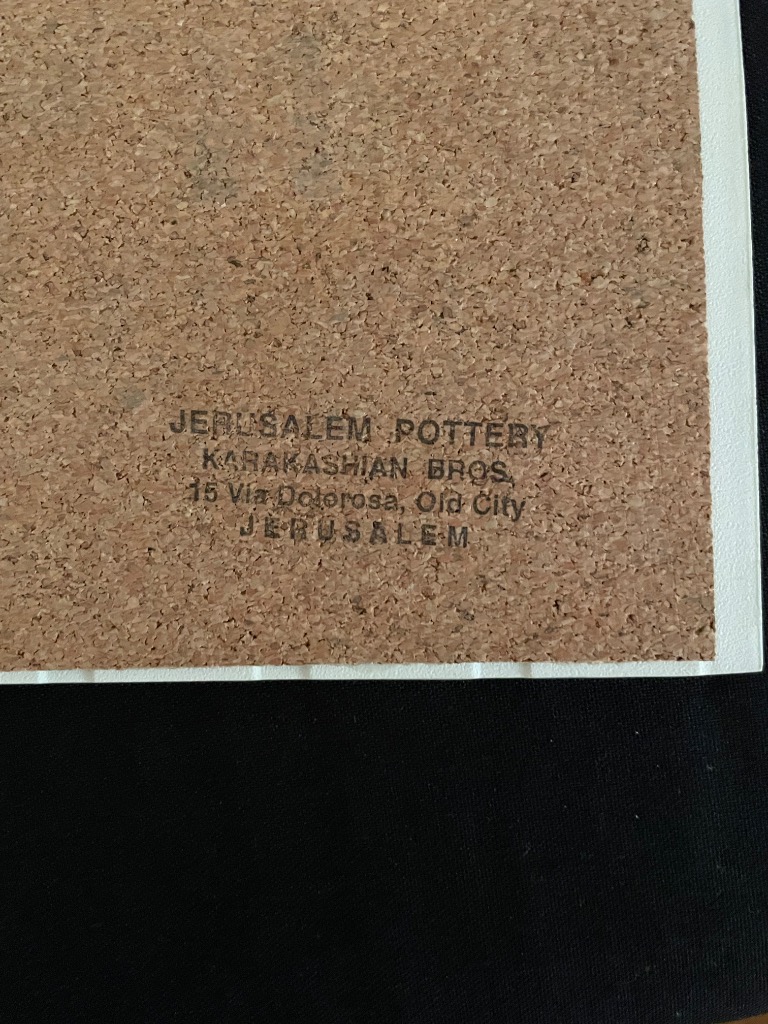 JERUSALEM POTTERY
KARAKASHIAN BROS,
15 Via Dolorosa, Old City
JERUSALEM